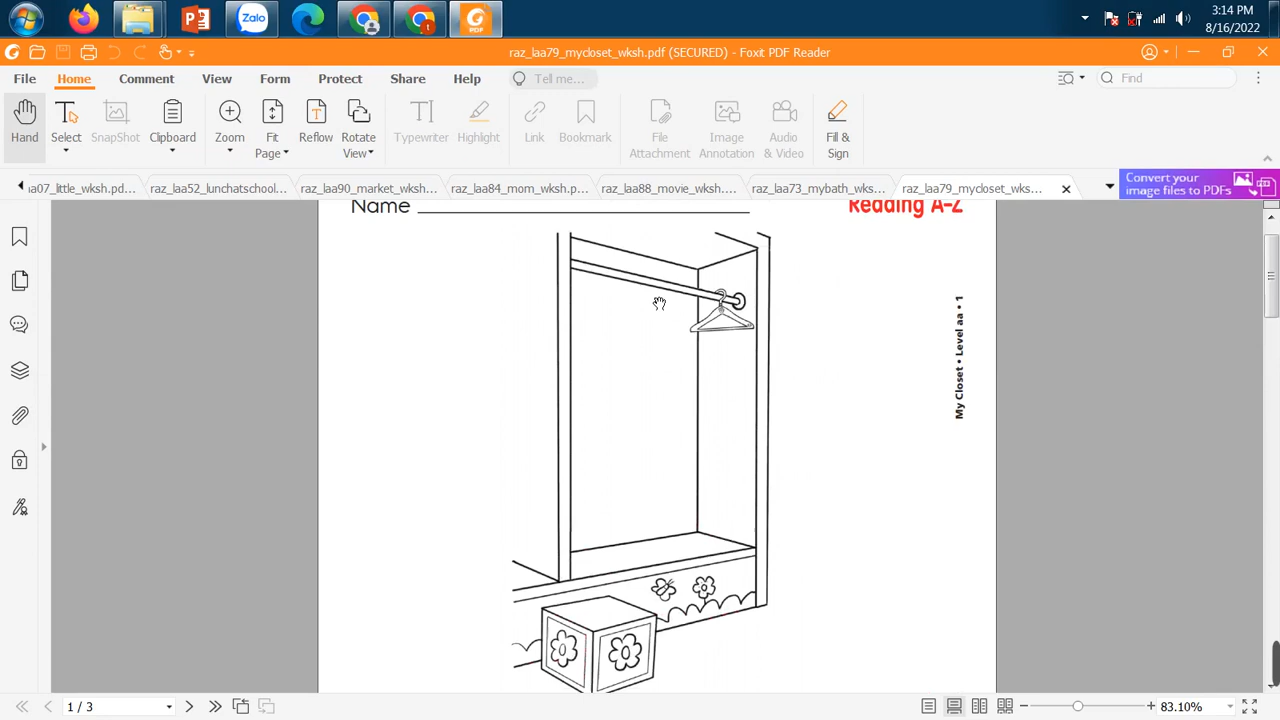 Zalo
3:14 PM
8/16/2022
raz_laa79_mycloset_wksh.pdf (SECURED) - Foxit PDF Reader
File Home Comment View Form Protect Share Help Tell me... Find
Hand Select SnapShot Clipboard Zoom Fit Page Reflow Rotate View Typewriter Highlight Link Bookmark File Attachment Image Annotation Audio & Video Fill & Sign
aa07_little_wksh.pd... raz_laa52_lunchatschool... raz_laa90_market_wksh... raz_laa84_mom_wksh.p... raz_laa88_movie_wksh.... raz_laa73_mybath_wks... raz_laa79_mycloset_wks...
Convert your
image files to PDFs
Name
Reading A-Z
My Closet • Level aa • 1
1 / 3
83.10%